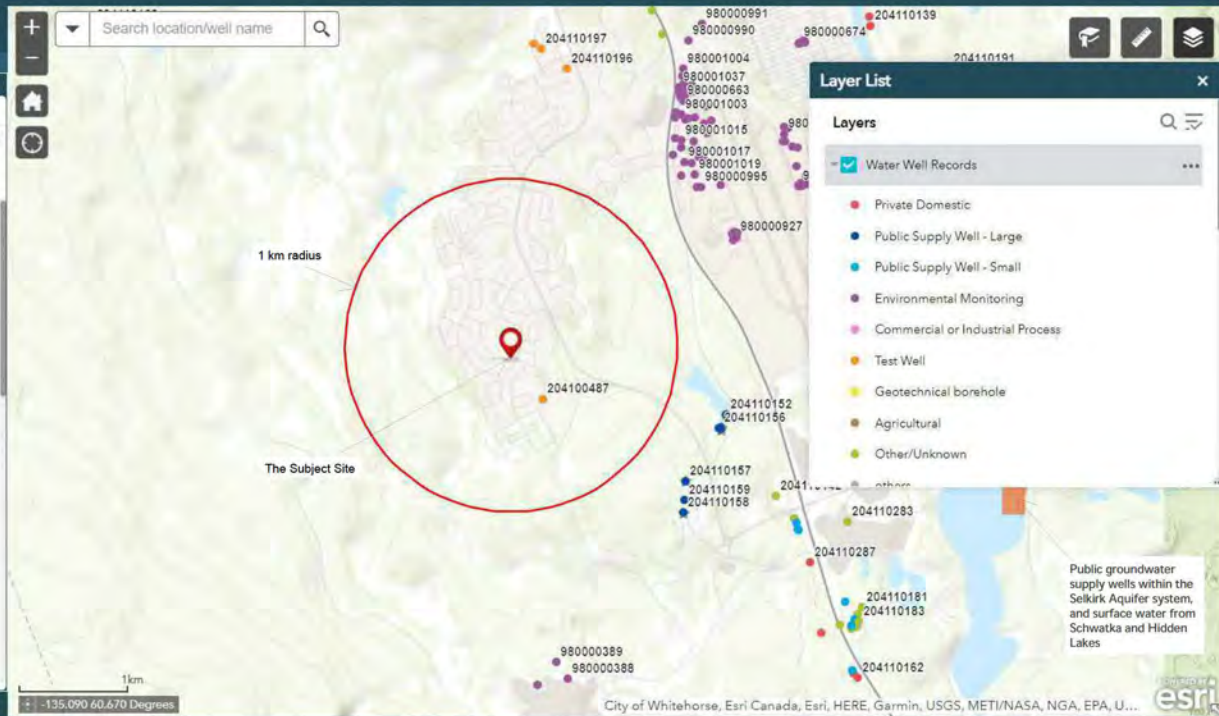 +
−
Search location/well name
980000991
980000990
204110139
980000674
204110197
204110196
980001004
204110191
980001037
980000663
980001003
980
980001015
980001017
980001019
980000995
980000927
Layer List
×
Layers
Water Well Records
•••
Private Domestic
Public Supply Well - Large
Public Supply Well - Small
Environmental Monitoring
Commercial or Industrial Process
Test Well
Geotechnical borehole
Agricultural
Other/Unknown
others
1 km radius
204100487
204110152
204110156
The Subject Site
204110157
204110159
204110158
204110283
204110287
204110181
204110183
204110162
Public groundwater
supply wells within the
Selkirk Aquifer system,
and surface water from
Schwatka and Hidden
Lakes
980000389
980000388
1km
-135.090 60.670 Degrees
City of Whitehorse, Esri Canada, Esri, HERE, Garmin, USGS, METI/NASA, NGA, EPA, U...
POWERED BY
esri